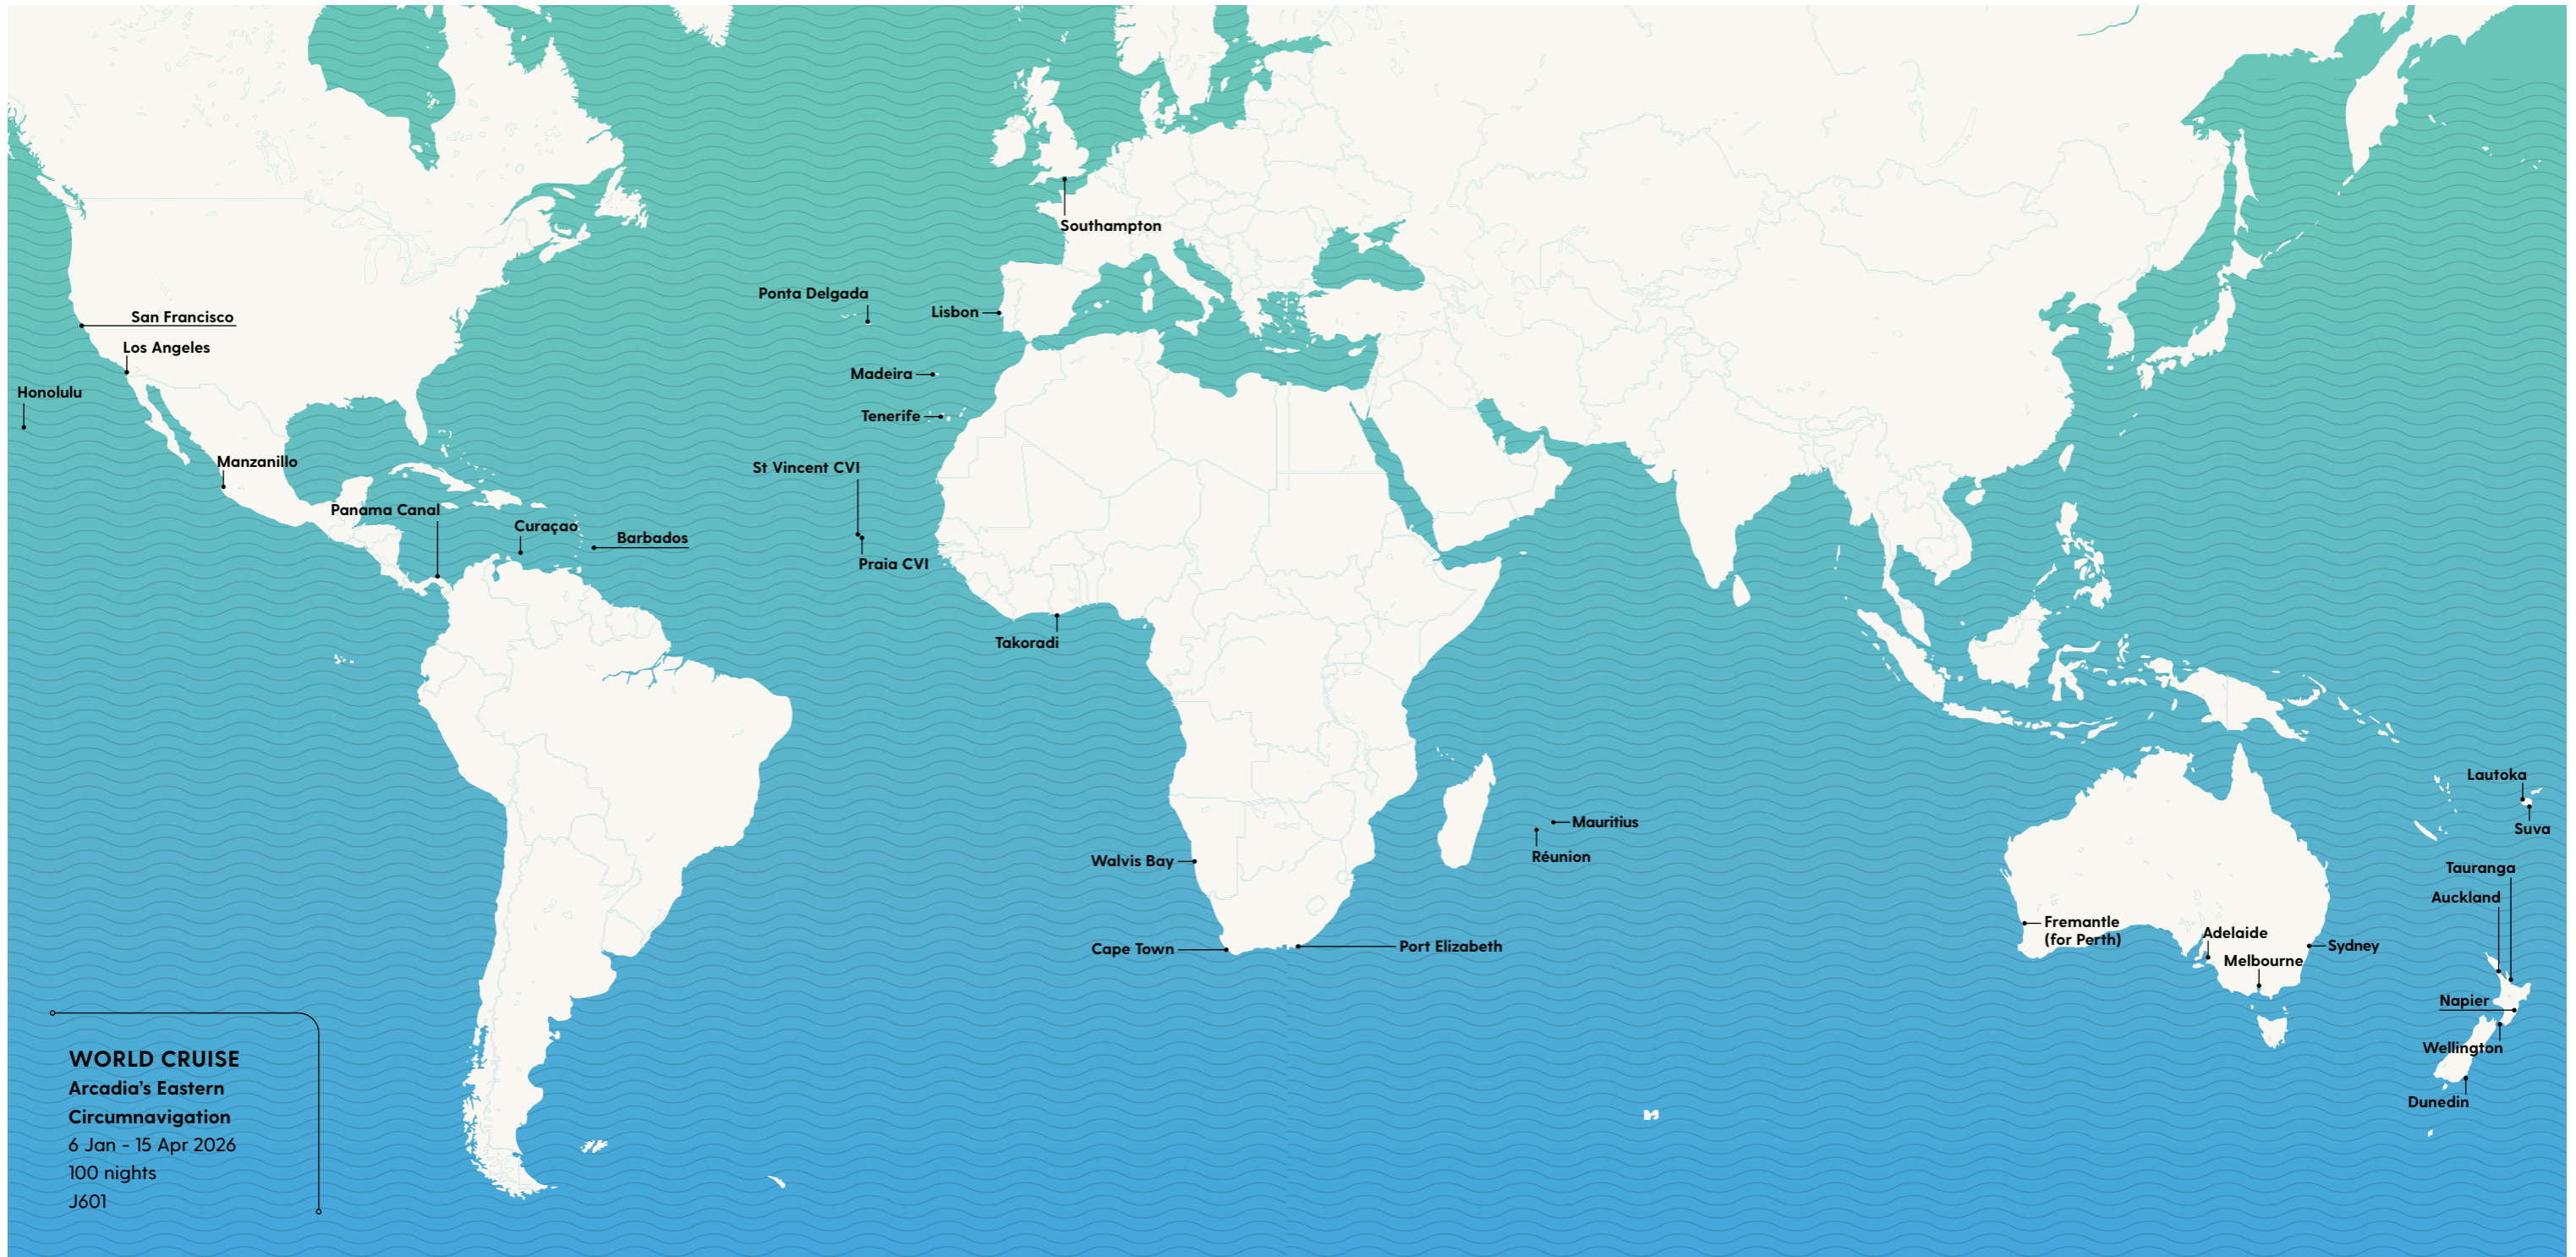 Southampton
Ponta Delgada
Lisbon
San Francisco
Los Angeles
Madeira
Honolulu
Tenerife
Manzanillo
St Vincent CVI
Panama Canal
Curaçao
Barbados
Praia CVI
Takoradi
Lautoka
Mauritius
Suva
Réunion
Walvis Bay
Tauranga
Auckland
Fremantle
(for Perth)
Adelaide
Cape Town
Port Elizabeth
Sydney
Melbourne
Napier
Wellington
Dunedin
WORLD CRUISE
Arcadia's Eastern
Circumnavigation
6 Jan - 15 Apr 2026
100 nights
J601